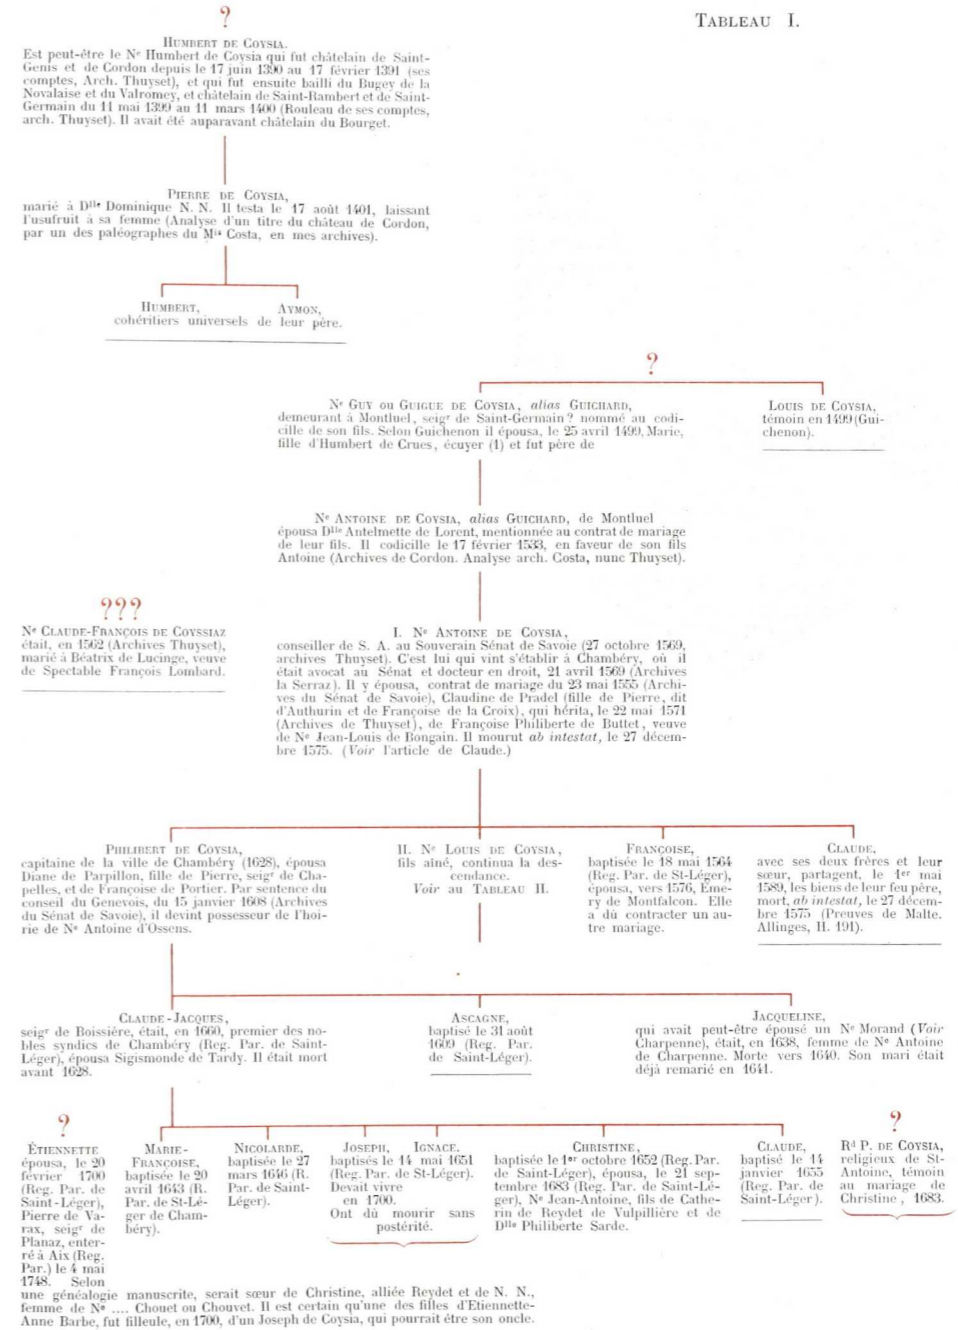 TABLEAU I.
?
HUMBERT DE COYSIA.
Est peut-être le Nᵉ Humbert de Coysia qui fut châtelain de Saint-
Genis et de Cordon depuis le 17 juin 1390 au 17 février 1391 (ses
comptes, Arch. Thuyset), et qui fut ensuite bailli du Bugey de la
Novalaise et du Valromey, et châtelain de Saint-Rambert et de Saint-
Germain du 11 mai 1399 au 11 mars 1400 (Rouleau de ses comptes,
arch. Thuyset). Il avait été auparavant châtelain du Bourget.
PIERRE DE COYSIA,
marié à Dˡˡᵉ Dominique N. N. Il testa le 17 août 1401, laissant
l'usufruit à sa femme (Analyse d'un titre du château de Cordon,
par un des paléographes du Mⁱˢ Costa, en mes archives).
HUMBERT, AYMON,
cohéritiers universels de leur père.
?
Nᵉ GUY OU GUIGUE DE COYSIA, alias GUICHARD,
demeurant à Montluel, seigʳ de Saint-Germain ? nommé au codi-
cille de son fils. Selon Guichenon il épousa, le 25 avril 1499, Marie,
fille d'Humbert de Crues, écuyer (1) et fut père de
LOUIS DE COYSIA,
témoin en 1499 (Gui-
chenon).
Nᵉ ANTOINE DE COYSIA, alias GUICHARD, de Montluel
épousa Dˡˡᵉ Antelmette de Lorent, mentionnée au contrat de mariage
de leur fils. Il codicille le 17 février 1533, en faveur de son fils
Antoine (Archives de Cordon. Analyse arch. Costa, nunc Thuyset).
???
Nᵉ CLAUDE-FRANÇOIS DE COYSSIAZ
était, en 1562 (Archives Thuyset),
marié à Béatrix de Lucinge, veuve
de Spectable François Lombard.
I. Nᵉ ANTOINE DE COYSIA,
conseiller de S. A. au Souverain Sénat de Savoie (27 octobre 1569,
archives Thuyset). C'est lui qui vint s'établir à Chambéry, où il
était avocat au Sénat et docteur en droit, 21 avril 1569 (Archives
la Serraz). Il y épousa, contrat de mariage du 23 mai 1555 (Archi-
ves du Sénat de Savoie), Claudine de Pradel (fille de Pierre, dit
d'Authurin et de Françoise de la Croix), qui hérita, le 22 mai 1571
(Archives de Thuyset), de Françoise Philiberte de Buttet, veuve
de Nᵉ Jean-Louis de Bongain. Il mourut ab intestat, le 27 décem-
bre 1575. (Voir l'article de Claude.)
PHILIBERT DE COYSIA,
capitaine de la ville de Chambéry (1628), épousa
Diane de Parpillon, fille de Pierre, seigʳ de Cha-
pelles, et de Françoise de Portier. Par sentence du
conseil du Genevois, du 15 janvier 1608 (Archives
du Sénat de Savoie), il devint possesseur de l'hoi-
rie de Nᵉ Antoine d'Ossens.
II. Nᵉ LOUIS DE COYSIA,
fils aîné, continua la des-
cendance.
Voir au TABLEAU II.
FRANÇOISE,
baptisée le 18 mai 1564
(Reg. Par. de St-Léger),
épousa, vers 1576, Éme-
ry de Montfalcon. Elle
a dû contracter un au-
tre mariage.
CLAUDE,
avec ses deux frères et leur
sœur, partagent, le 1ᵉʳ mai
1589, les biens de leur feu père,
mort, ab intestat, le 27 décem-
bre 1575 (Preuves de Malte.
Allinges, II. 191).
CLAUDE-JACQUES,
seigʳ de Boissière, était, en 1660, premier des no-
bles syndics de Chambéry (Reg. Par. de Saint-
Léger), épousa Sigismonde de Tardy. Il était mort
avant 1628.
ASCAGNE,
baptisé le 31 août
1609 (Reg. Par.
de Saint-Léger).
JACQUELINE,
qui avait peut-être épousé un Nᵉ Morand (Voir
Charpenne), était, en 1638, femme de Nᵉ Antoine
de Charpenne. Morte vers 1640. Son mari était
déjà remarié en 1641.
?
ÉTIENNETTE
épousa, le 20
février 1700
(Reg. Par. de
Saint-Léger),
Pierre de Va-
rax, seigʳ de
Planaz, enter-
ré à Aix (Reg.
Par.) le 4 mai
1748. Selon
une généalogie manuscrite, serait sœur de Christine, alliée Reydet et de N. N.,
femme de Nᵉ .... Chouet ou Chouvet. Il est certain qu'une des filles d'Etiennette-
Anne Barbe, fut filleule, en 1700, d'un Joseph de Coysia, qui pourrait être son oncle.
MARIE-
FRANÇOISE,
baptisée le 20
avril 1643 (R.
Par. de St-Lé-
ger de Cham-
béry).
NICOLARDE,
baptisée le 27
mars 1646 (R.
Par. de Saint-
Léger).
JOSEPH, IGNACE,
baptisés le 14 mai 1651
(Reg. Par. de St-Léger).
Devait vivre
en 1700.
Ont dû mourir sans
postérité.
CHRISTINE,
baptisée le 1ᵉʳ octobre 1652 (Reg. Par.
de Saint-Léger), épousa, le 21 sep-
tembre 1683 (Reg. Par. de Saint-Lé-
ger), Nᵉ Jean-Antoine, fils de Cathe-
rin de Reydet de Vulpillière et de
Dˡˡᵉ Philiberte Sarde.
CLAUDE,
baptisé le 14
janvier 1655
(Reg. Par. de
Saint-Léger).
?
Rᵈ P. DE COYSIA,
religieux de St-
Antoine, témoin
au mariage de
Christine, 1683.